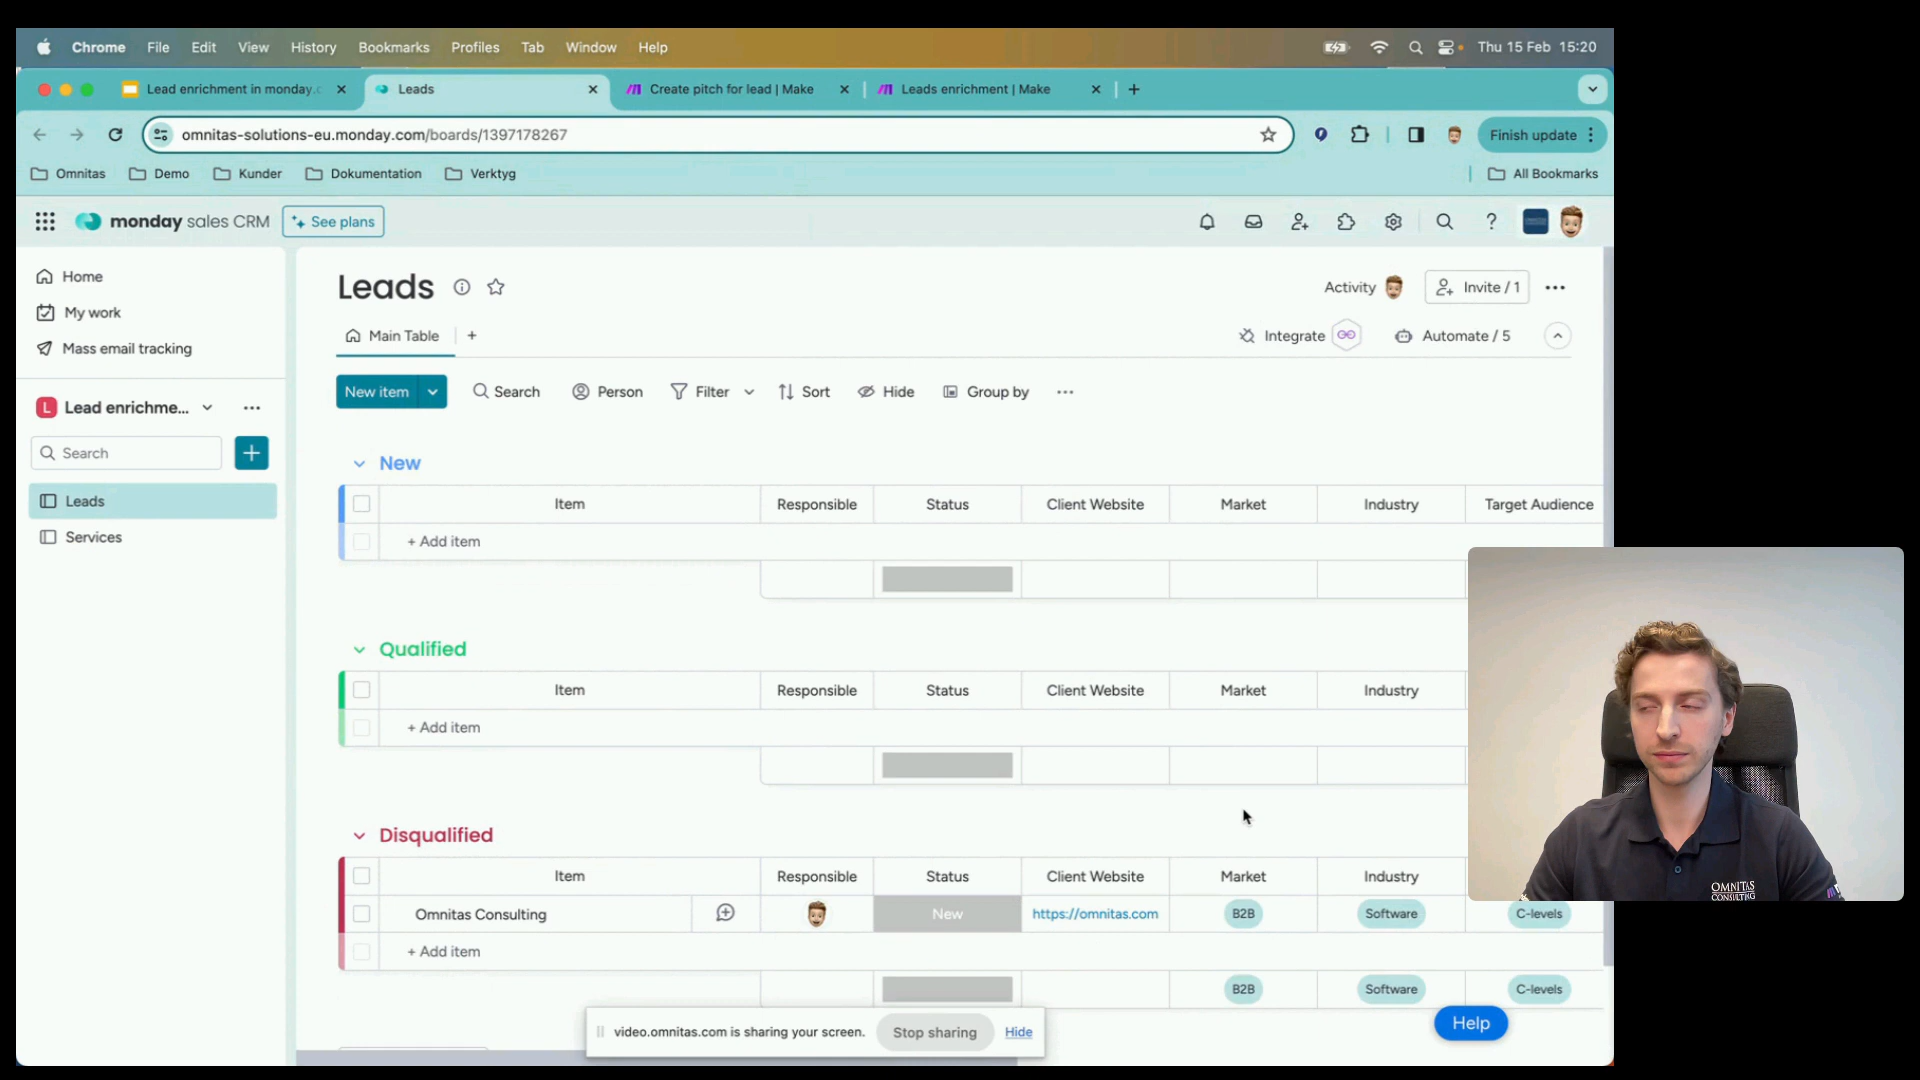 Chrome File Edit View History Bookmarks Profiles Tab Window Help Thu 15 Feb 15:20
Lead enrichment in monday. Leads Create pitch for lead | Make Leads enrichment | Make
omnitas-solutions-eu.monday.com/boards/1397178267 Finish update
Omnitas Demo Kunder Dokumentation Verktyg All Bookmarks
monday sales CRM See plans
Home
My work
Mass email tracking
L Lead enrichme...
Search
Leads
Services
Leads Activity Invite / 1
Main Table + Integrate Automate / 5
New item Search Person Filter Sort Hide Group by
New
Item Responsible Status Client Website Market Industry Target Audience
+ Add item
Qualified
Item Responsible Status Client Website Market Industry
+ Add item
Disqualified
Item Responsible Status Client Website Market Industry
Omnitas Consulting New https://omnitas.com B2B Software C-levels
+ Add item
B2B Software C-levels
video.omnitas.com is sharing your screen. Stop sharing Hide
Help
OMNITAS
CONSULTING